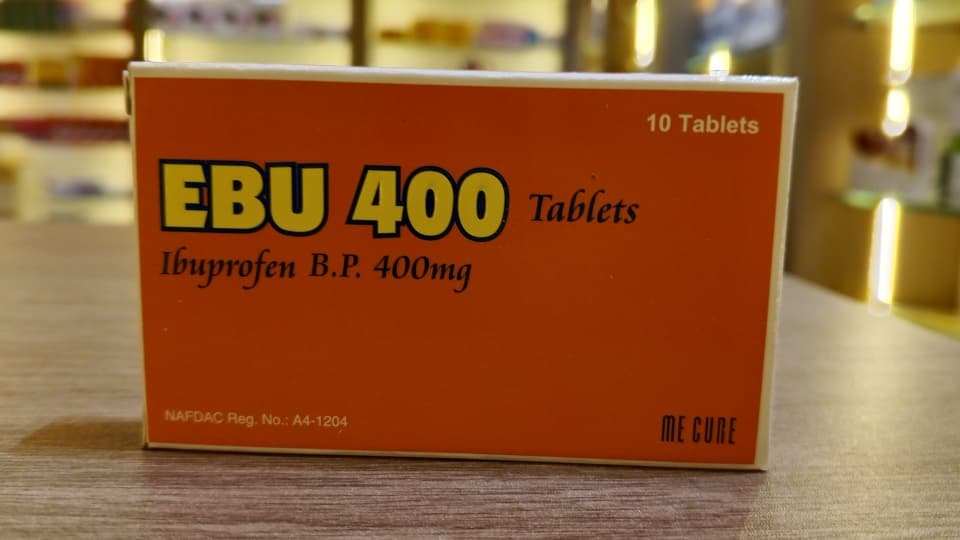 10 Tablets
EBU 400 Tablets
Ibuprofen B.P. 400mg
NAFDAC Reg. No.: A4-1204
ME CURE